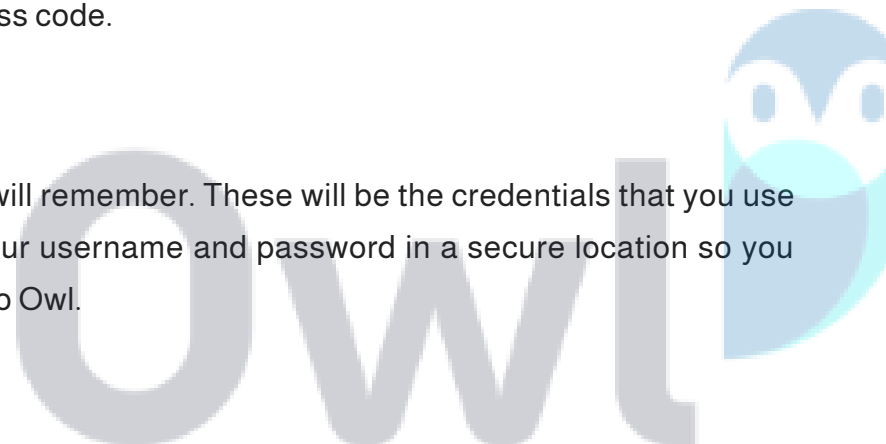 ss code.
will remember. These will be the credentials that you use
ur username and password in a secure location so you
o Owl.
Owl